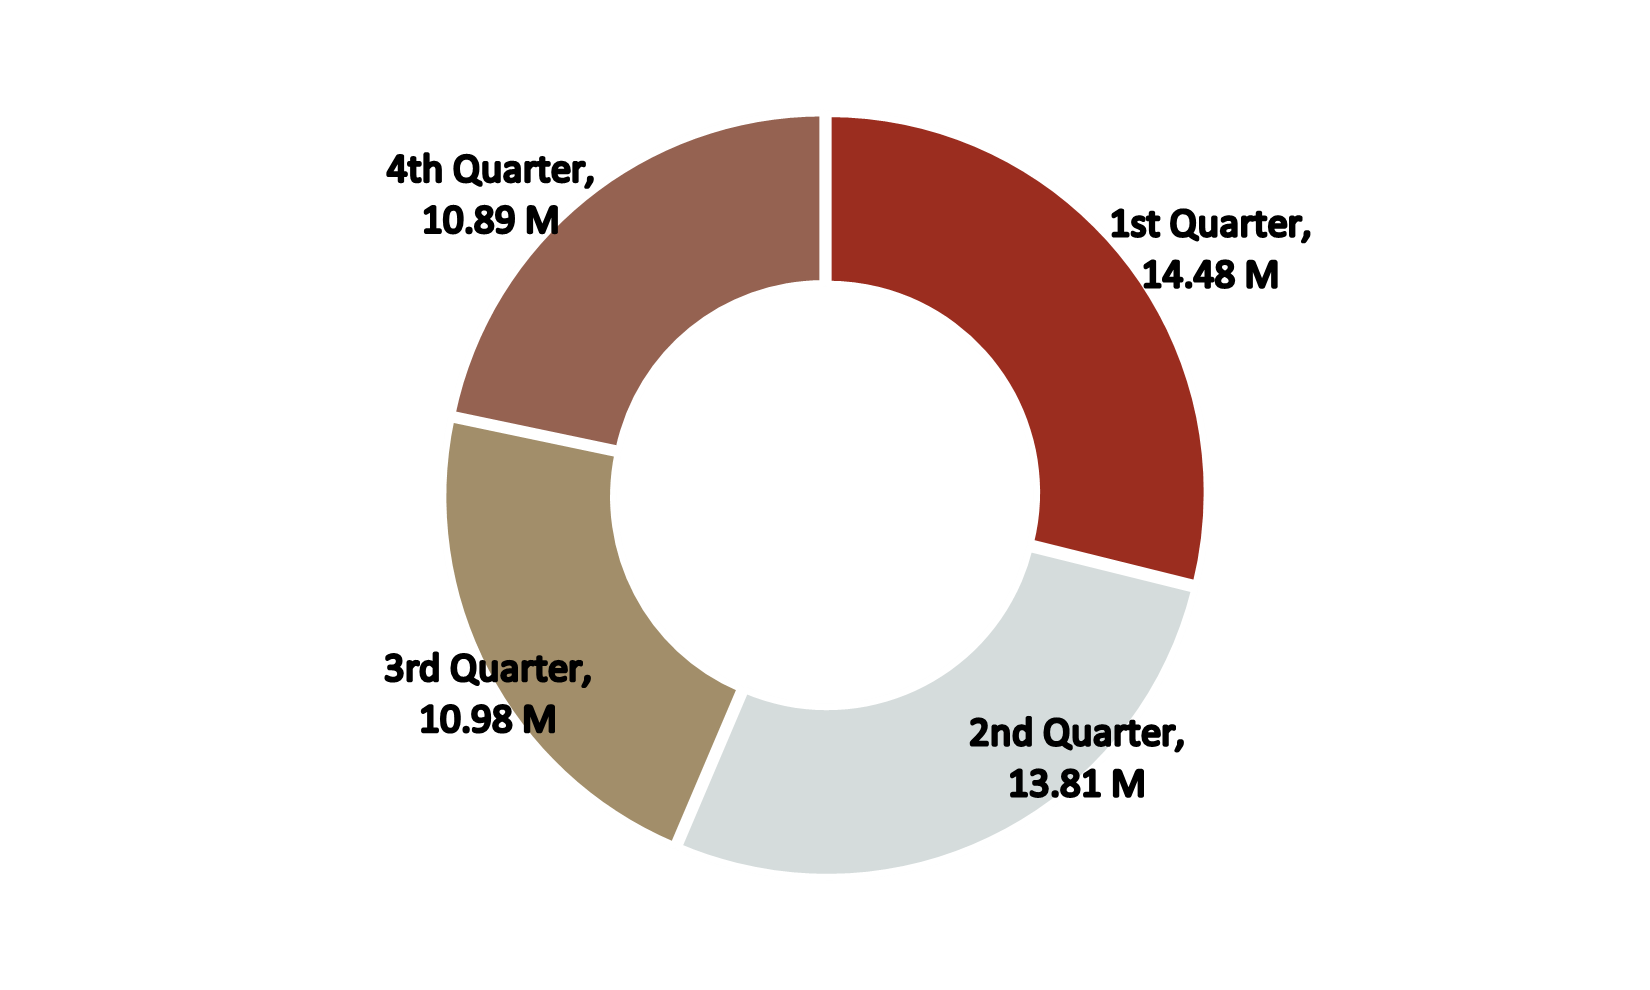 4th Quarter,
10.89 M
1st Quarter,
14.48 M
3rd Quarter,
10.98 M
2nd Quarter,
13.81 M